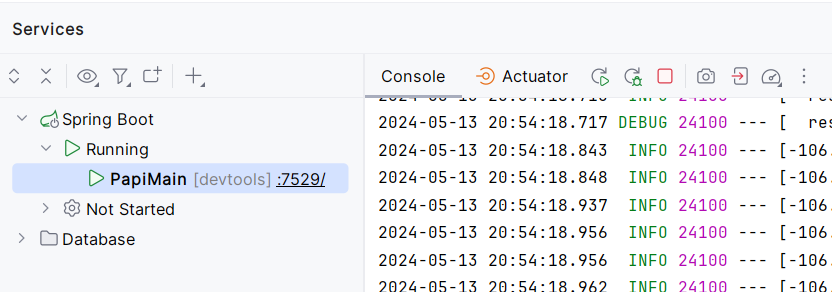 Services
Console
Actuator
Spring Boot
Running
PapiMain [devtools] :7529/
Not Started
Database
2024-05-13 20:54:18.717 DEBUG 24100 --- [ res
2024-05-13 20:54:18.843 INFO 24100 --- [-106.
2024-05-13 20:54:18.848 INFO 24100 --- [-106.
2024-05-13 20:54:18.937 INFO 24100 --- [-106.
2024-05-13 20:54:18.956 INFO 24100 --- [-106.
2024-05-13 20:54:18.956 INFO 24100 --- [-106.
2024-05-13 20:54:18.962 INFO 24100 --- [-106.